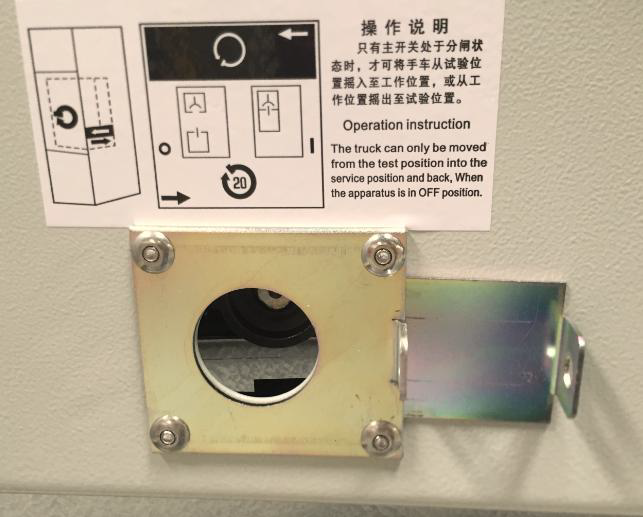 操作说明
只有主开关处于分闸状
态时，才可将手车从试验位
置摇入至工作位置，或从工
作位置摇出至试验位置。
Operation instruction
The truck can only be moved
from the test position into the
service position and back, When
the apparatus is in OFF position.
O
I
20